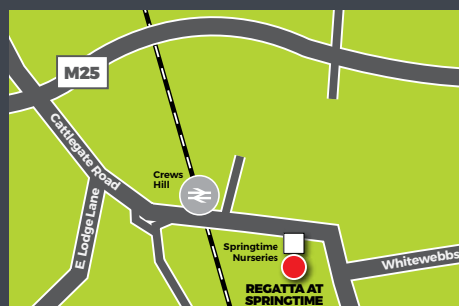 M25
Cattlegate Road
Crews
Hill
E Lodge Lane
Springtime
Nurseries
Whitewebbs
REGATTA AT
SPRINGTIME